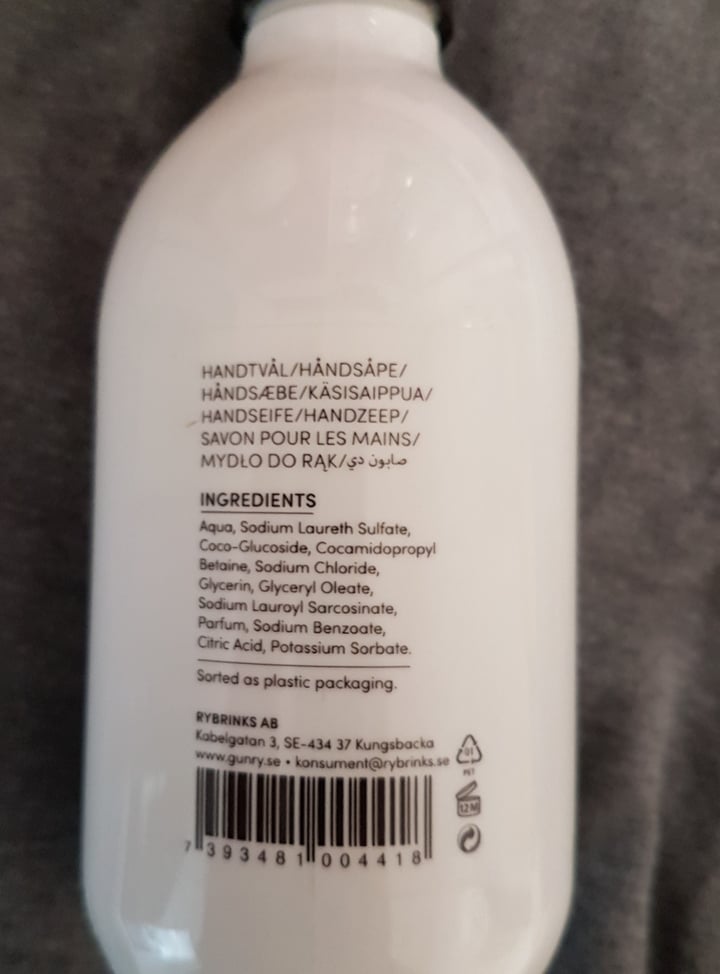 HANDTVÅL/HÅNDSÅPE/
HÅNDSÆBE/KÄSISAIPPUA/
HANDSEIFE/HANDZEEP/
SAVON POUR LES MAINS/
MYDŁO DO RĄK/صابون دي
INGREDIENTS
Aqua, Sodium Laureth Sulfate,
Coco-Glucoside, Cocamidopropyl
Betaine, Sodium Chloride,
Glycerin, Glyceryl Oleate,
Sodium Lauroyl Sarcosinate,
Parfum, Sodium Benzoate,
Citric Acid, Potassium Sorbate.
Sorted as plastic packaging.
RYBRINKS AB
Kabelgatan 3, SE-434 37 Kungsbacka
www.gunry.se • konsument@rybrinks.se
01
PET
12M
7 393481 004418